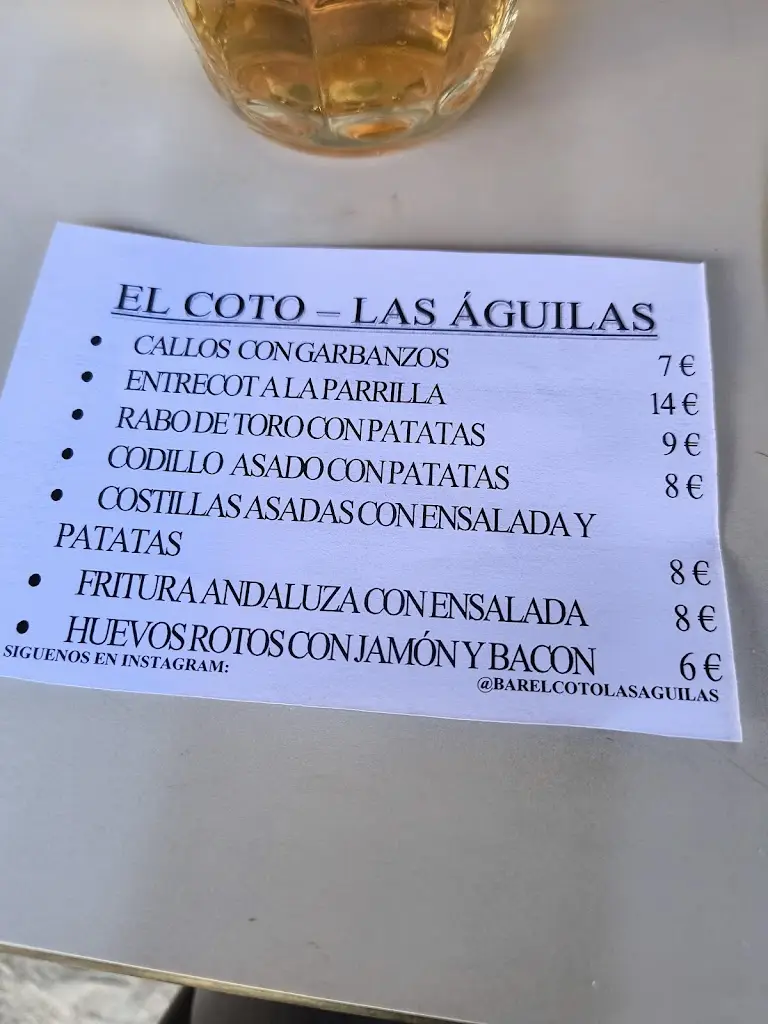 EL COTO – LAS ÁGUILAS
• CALLOS CON GARBANZOS 7 €
• ENTRECOT A LA PARRILLA 14 €
• RABO DE TORO CON PATATAS 9 €
• CODILLO ASADO CON PATATAS 8 €
• COSTILLAS ASADAS CON ENSALADA Y
PATATAS 8 €
• FRITURA ANDALUZA CON ENSALADA 8 €
• HUEVOS ROTOS CON JAMÓN Y BACON 6 €
SIGUENOS EN INSTAGRAM: @BARELCOTOLASAGUILAS